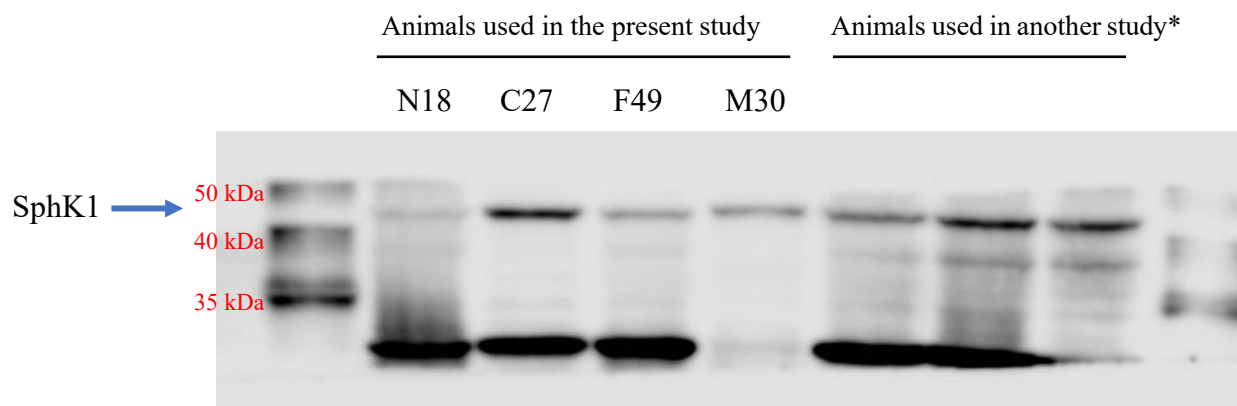 Animals used in the present study
Animals used in another study*
N18 C27 F49 M30
50 kDa
SphK1
40 kDa
35 kDa